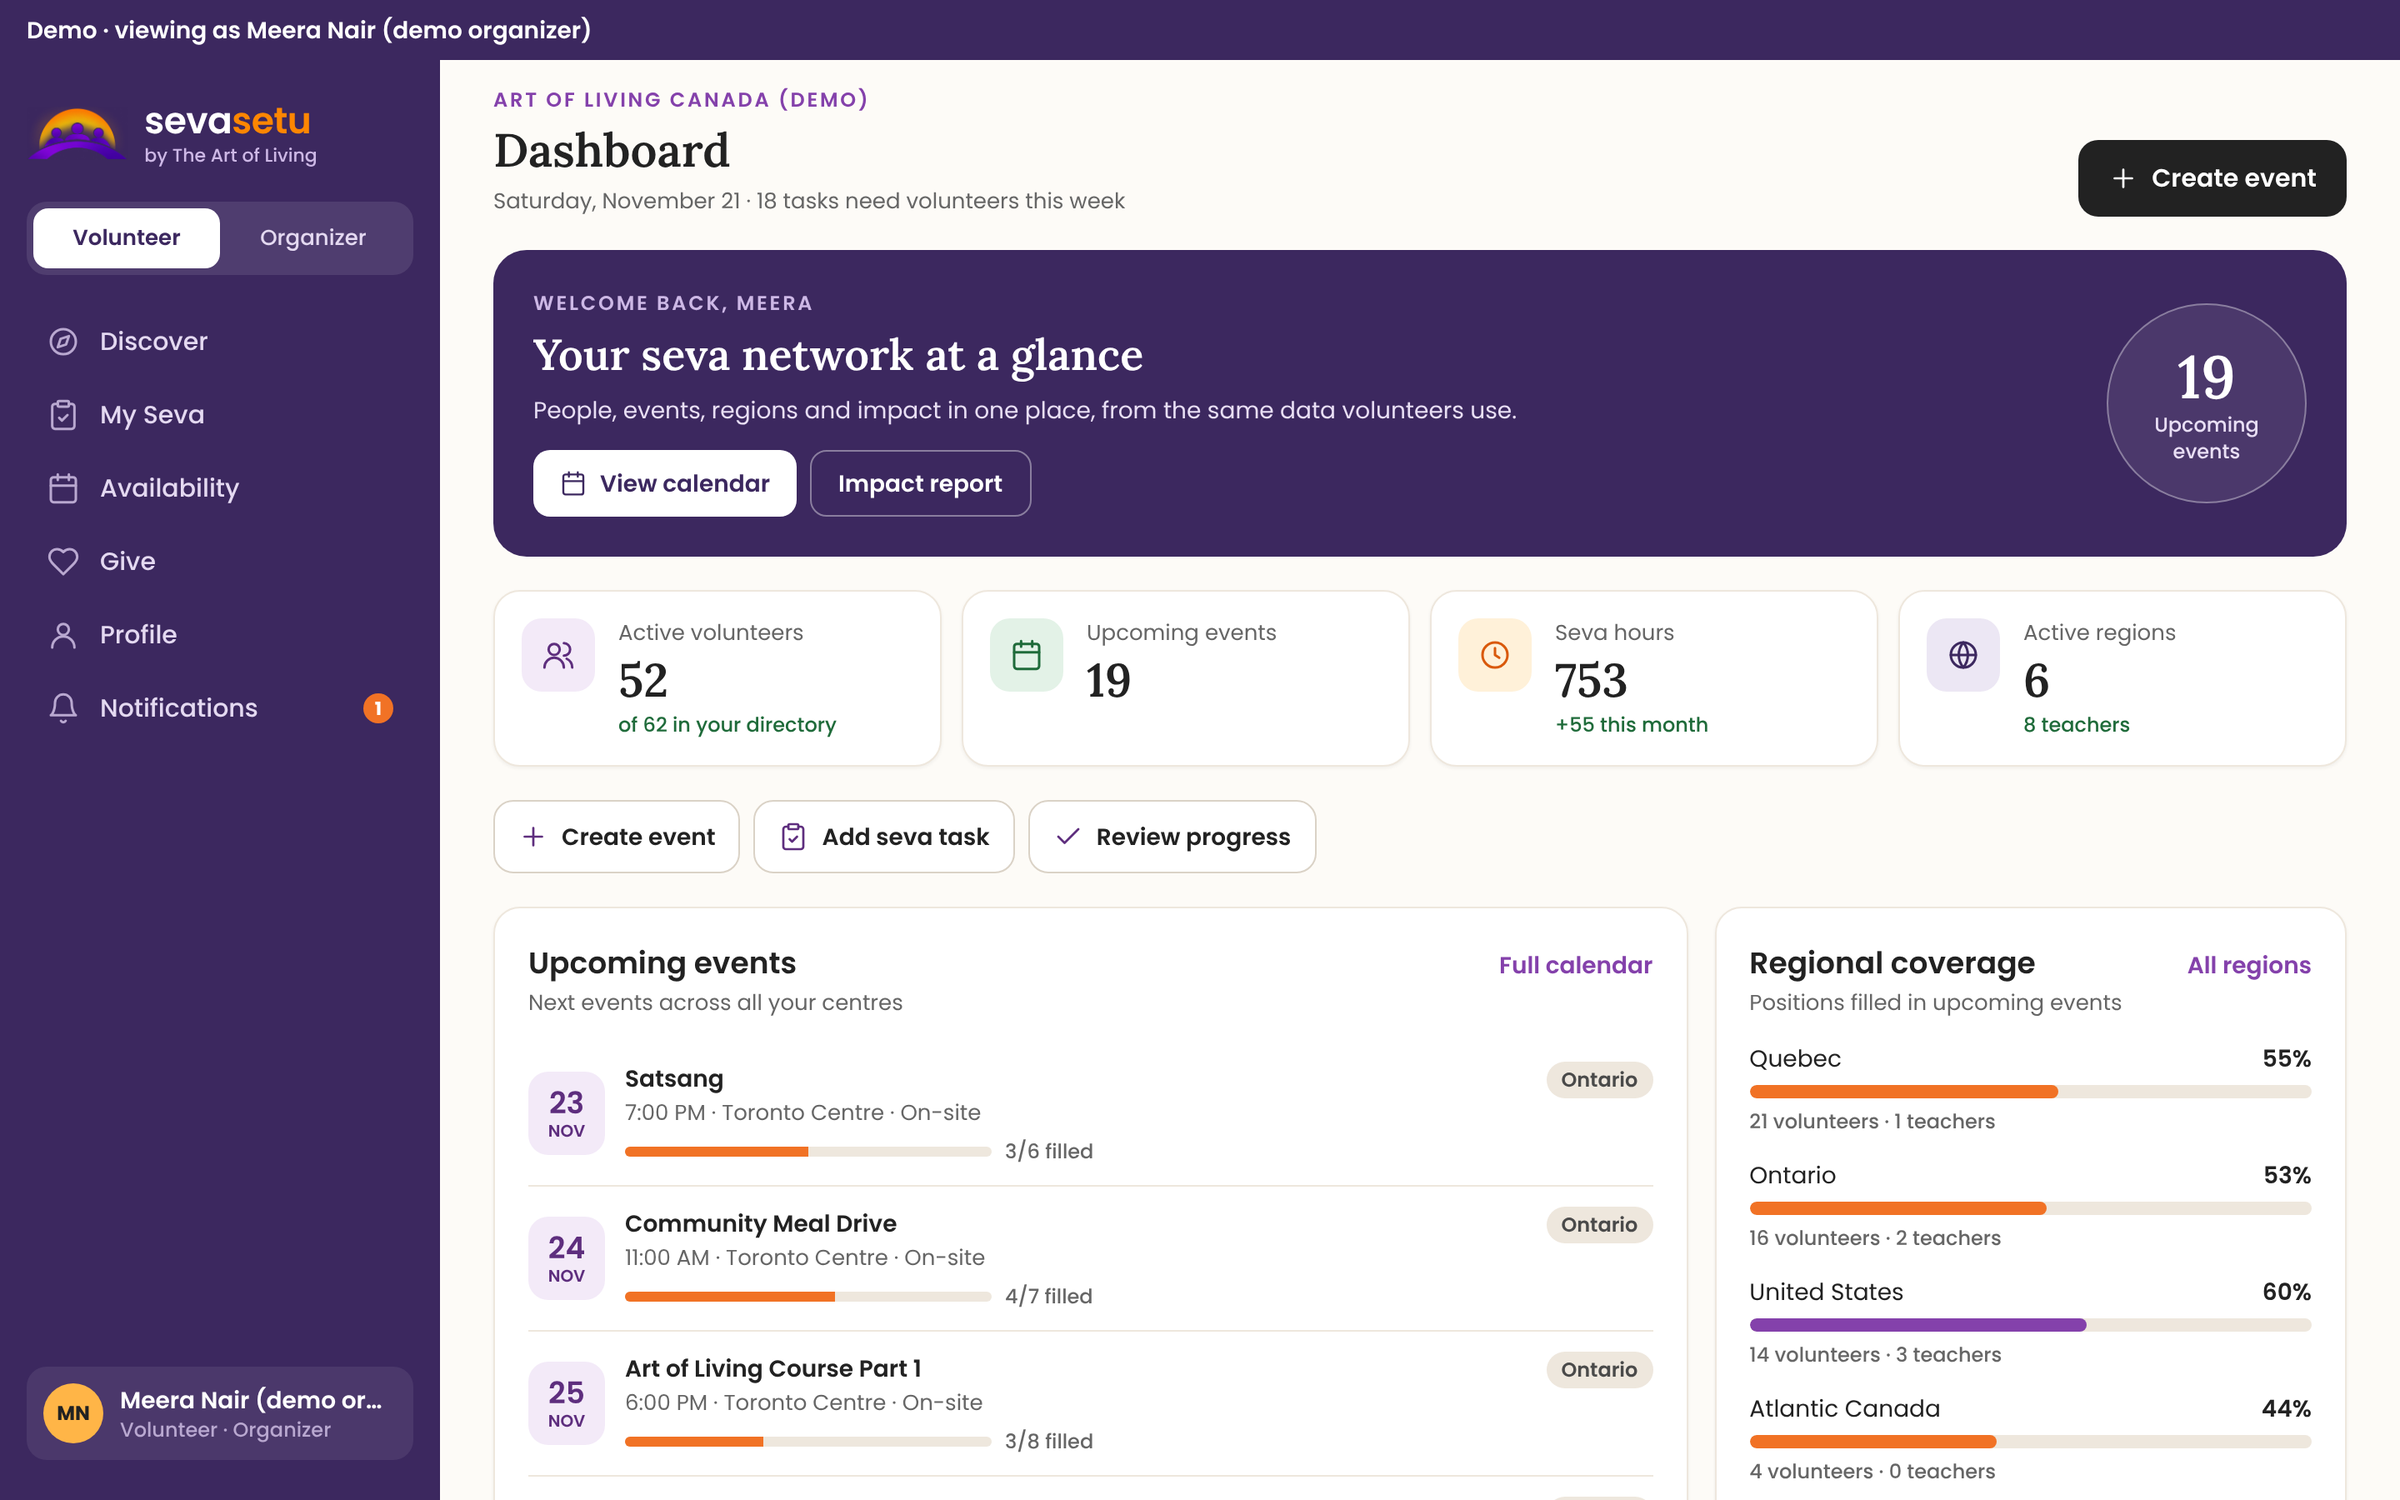 Demo · viewing as Meera Nair (demo organizer)
sevasetu
by The Art of Living
Volunteer
Organizer
Discover
My Seva
Availability
Give
Profile
Notifications
1
MN
Meera Nair (demo or...
Volunteer · Organizer
ART OF LIVING CANADA (DEMO)
Dashboard
Saturday, November 21 · 18 tasks need volunteers this week
Create event
WELCOME BACK, MEERA
Your seva network at a glance
People, events, regions and impact in one place, from the same data volunteers use.
View calendar
Impact report
19
Upcoming
events
Active volunteers
52
of 62 in your directory
Upcoming events
19
Seva hours
753
+55 this month
Active regions
6
8 teachers
Create event
Add seva task
Review progress
Upcoming events
Full calendar
Next events across all your centres
23
NOV
Satsang
7:00 PM · Toronto Centre · On-site
3/6 filled
Ontario
24
NOV
Community Meal Drive
11:00 AM · Toronto Centre · On-site
4/7 filled
Ontario
25
NOV
Art of Living Course Part 1
6:00 PM · Toronto Centre · On-site
3/8 filled
Ontario
Regional coverage
All regions
Positions filled in upcoming events
Quebec
55%
21 volunteers · 1 teachers
Ontario
53%
16 volunteers · 2 teachers
United States
60%
14 volunteers · 3 teachers
Atlantic Canada
44%
4 volunteers · 0 teachers